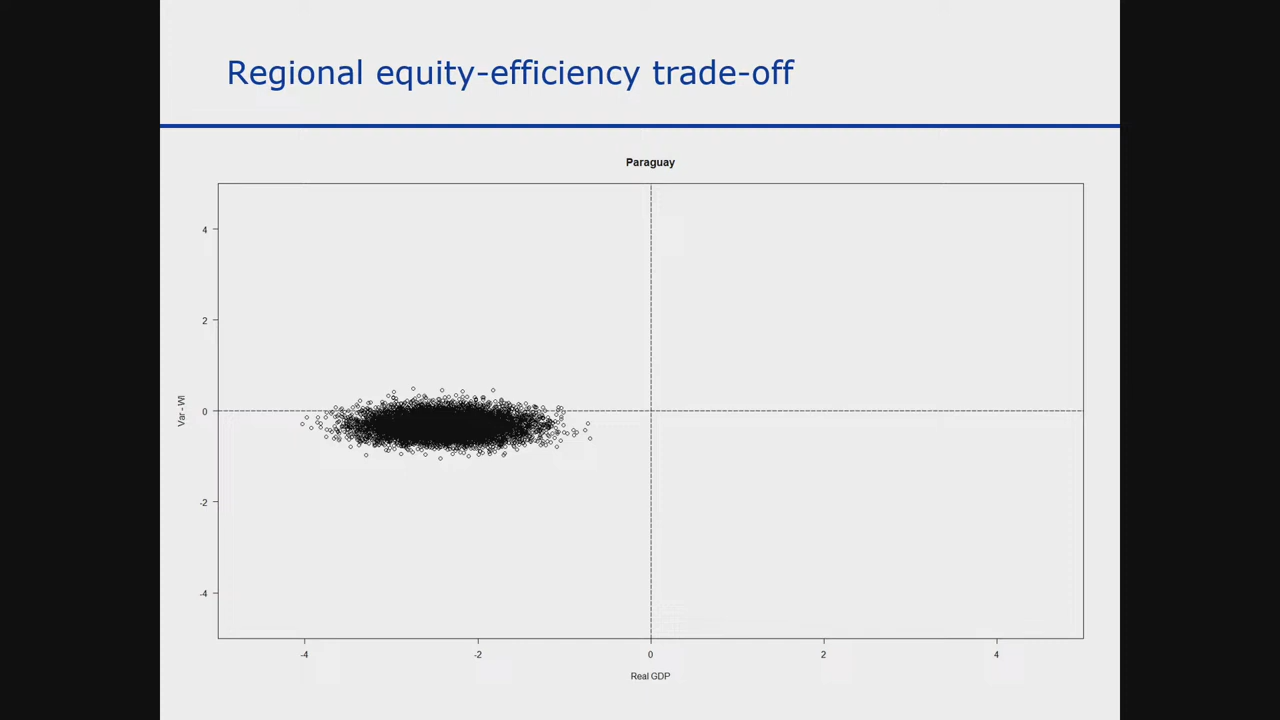 Regional equity-efficiency trade-off
Paraguay
4
2
0
-2
-4
Var - WI
-4
-2
0
2
4
Real GDP